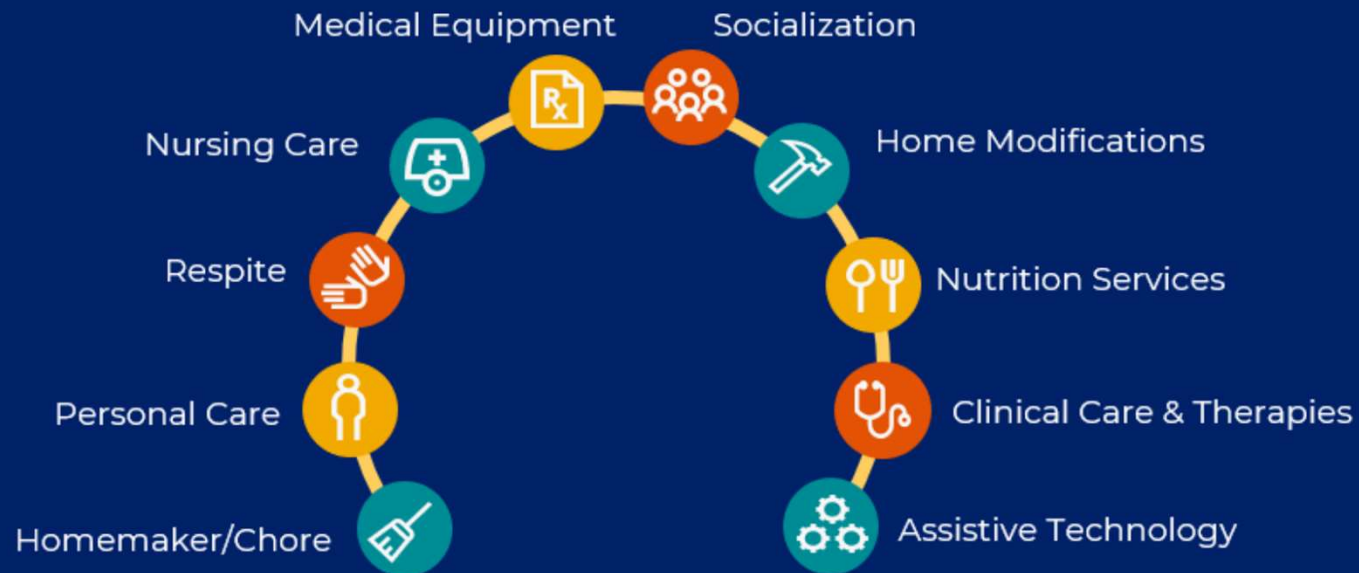 Medical Equipment
Socialization
Nursing Care
Rx
Home Modifications
Respite
Nutrition Services
Personal Care
Clinical Care & Therapies
Homemaker/Chore
Assistive Technology